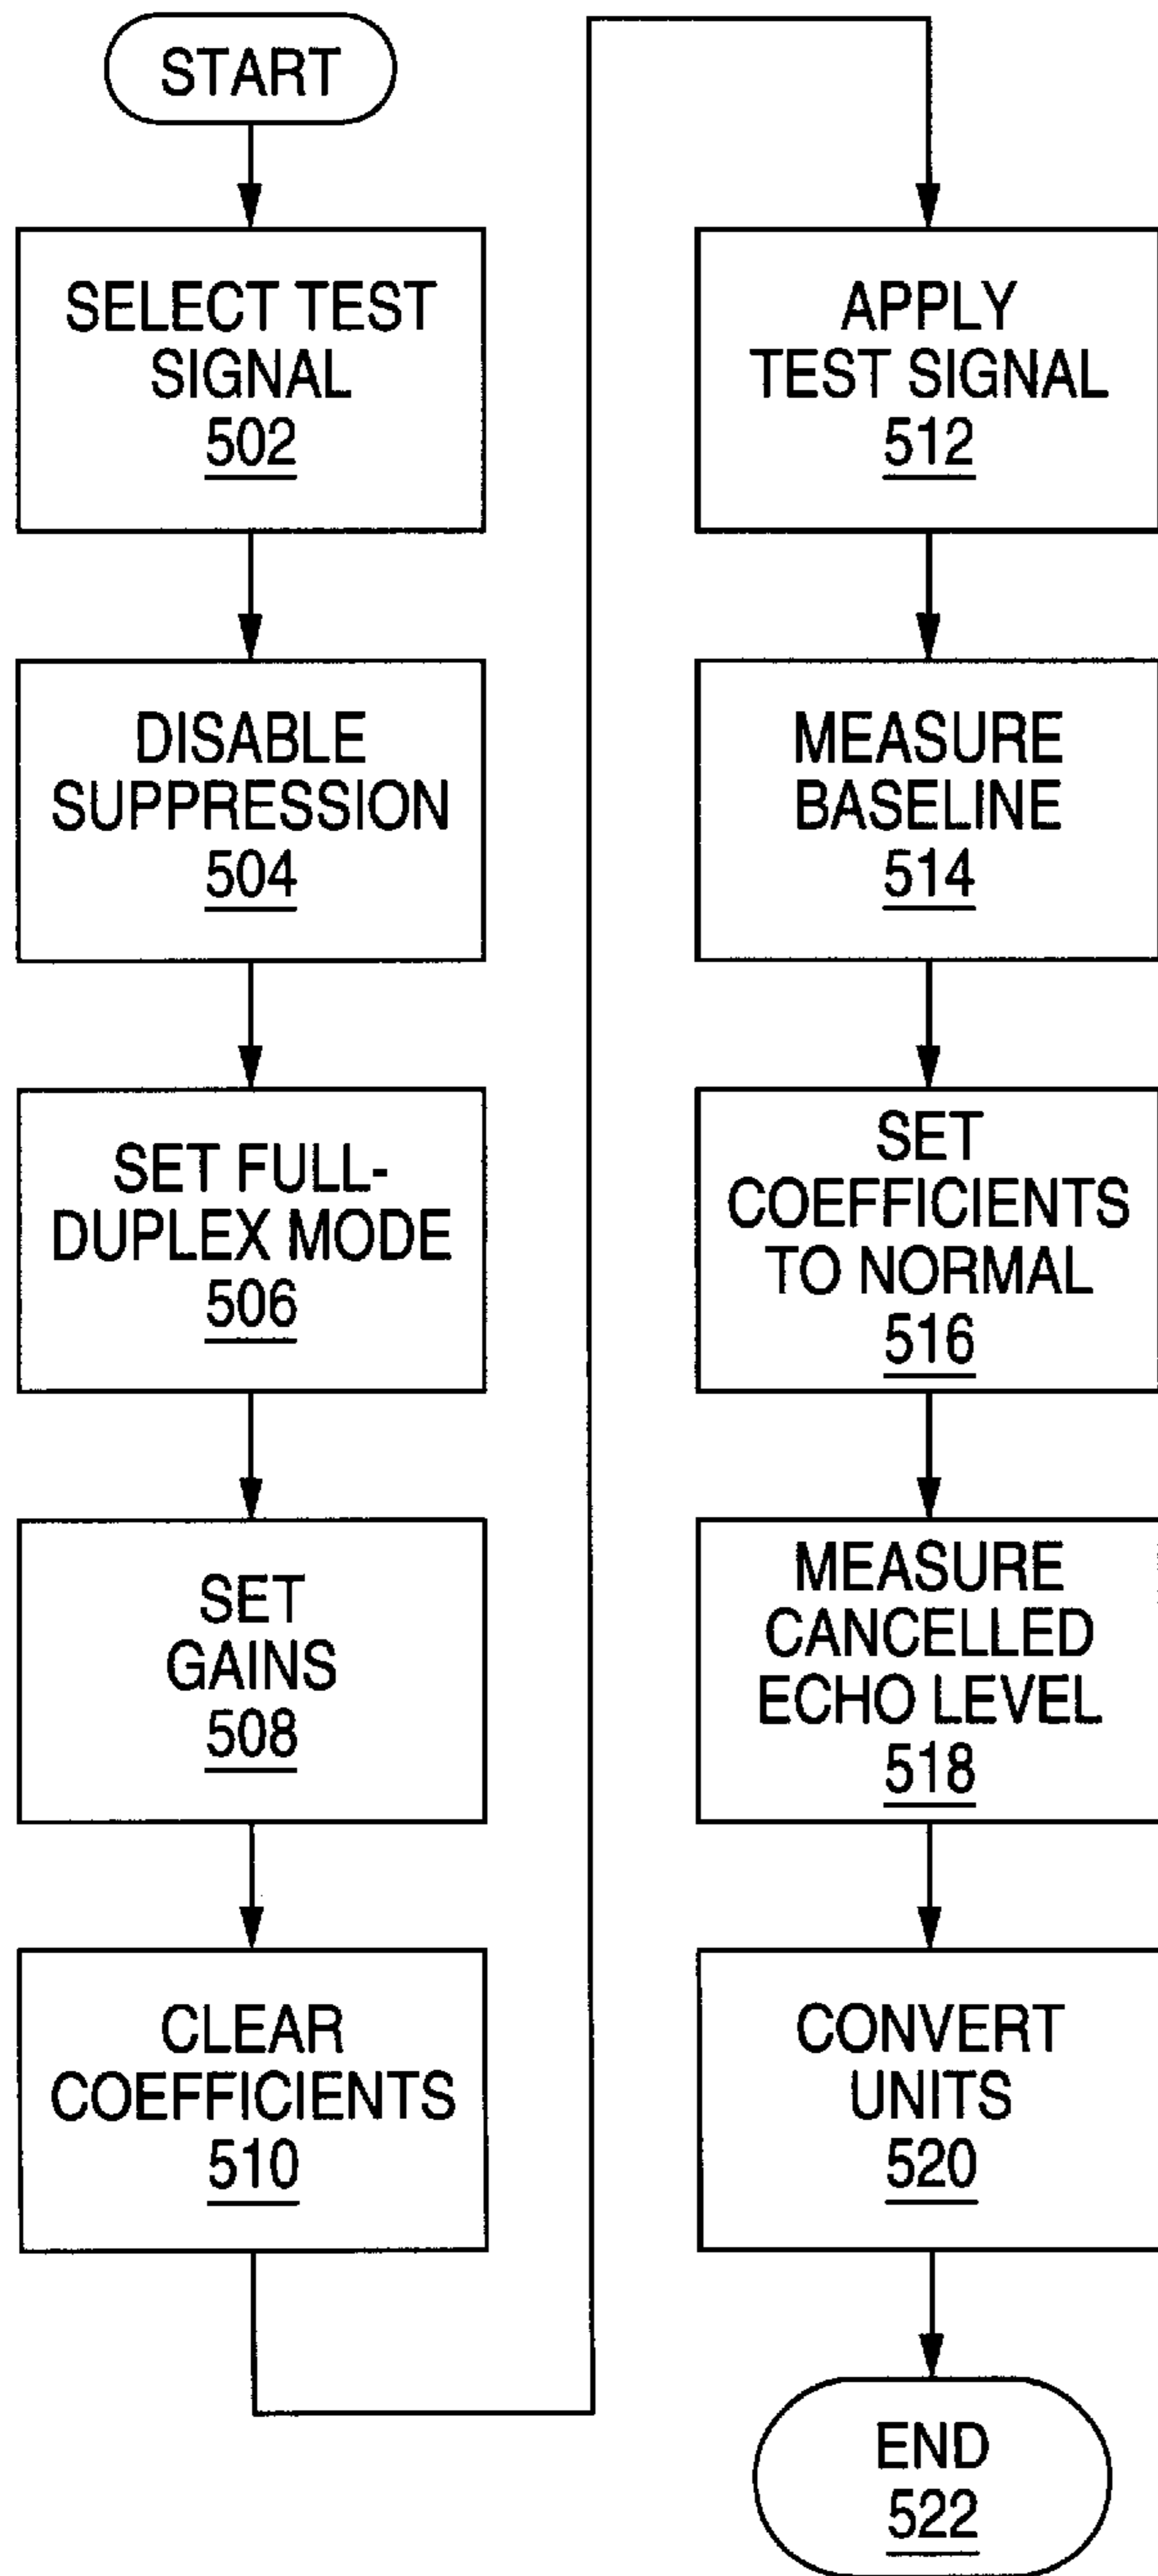 START
SELECT TEST
SIGNAL
502
DISABLE
SUPPRESSION
504
SET FULL-
DUPLEX MODE
506
SET
GAINS
508
CLEAR
COEFFICIENTS
510
APPLY
TEST SIGNAL
512
MEASURE
BASELINE
514
SET
COEFFICIENTS
TO NORMAL
516
MEASURE
CANCELLED
ECHO LEVEL
518
CONVERT
UNITS
520
END
522